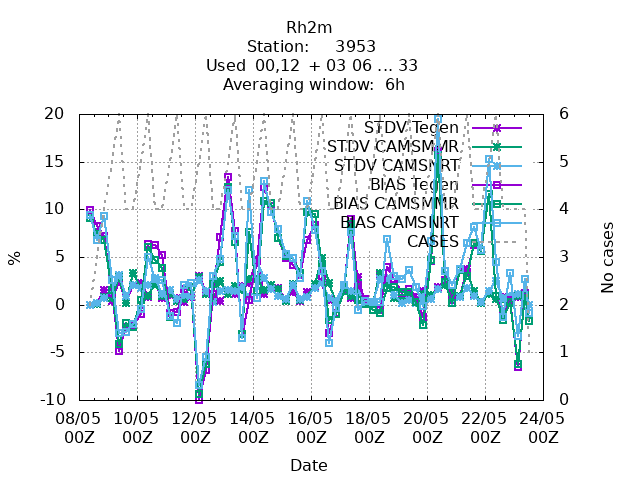 Rh2m
Station: 3953
Used 00,12 + 03 06 ... 33
Averaging window: 6h
20
15
10
5
0
-5
-10
%
6
5
4
3
2
1
0
No cases
STDV Tegen
STDV CAMSMMR
STDV CAMSNRT
BIAS Tegen
BIAS CAMSMMR
BIAS CAMSNRT
CASES
08/05 10/05 12/05 14/05 16/05 18/05 20/05 22/05 24/05
00Z 00Z 00Z 00Z 00Z 00Z 00Z 00Z 00Z
Date